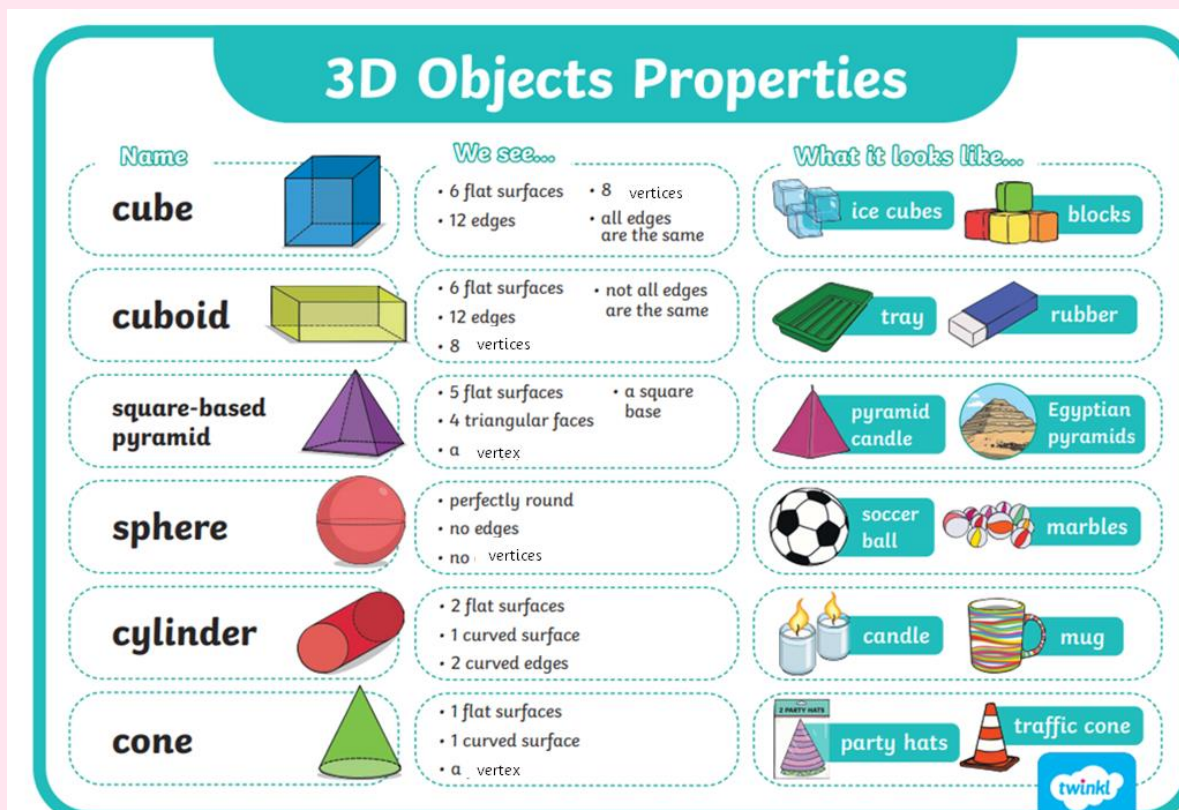 3D Objects Properties
Name
We see...
What it looks like...
cube
• 6 flat surfaces
• 12 edges
• 8 vertices
• all edges
are the same
ice cubes
blocks
cuboid
• 6 flat surfaces
• 12 edges
• 8 vertices
• not all edges
are the same
tray
rubber
square-based
pyramid
• 5 flat surfaces
• 4 triangular faces
• a vertex
• a square
base
pyramid
candle
Egyptian
pyramids
sphere
• perfectly round
• no edges
• no vertices
soccer
ball
marbles
cylinder
• 2 flat surfaces
• 1 curved surface
• 2 curved edges
candle
mug
cone
• 1 flat surfaces
• 1 curved surface
• a vertex
2 PARTY HATS
party hats
traffic cone
twinkl